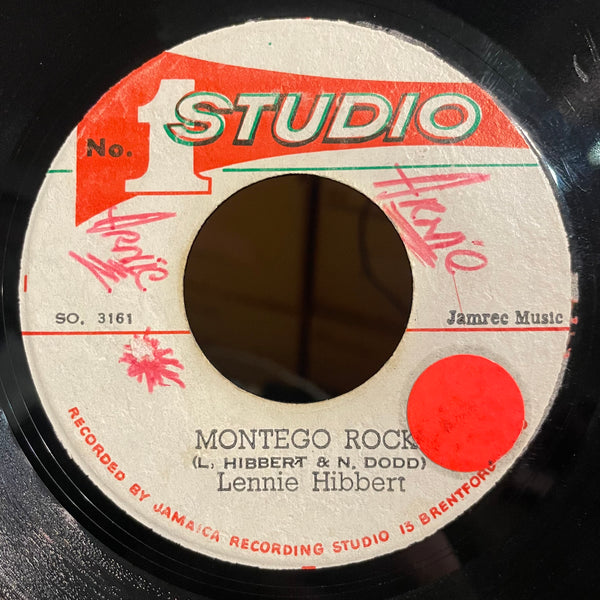 No. 1 STUDIO
SO. 3161
Jamrec Music
MONTEGO ROCK
(L. HIBBERT & N. DODD)
Lennie Hibbert
RECORDED BY JAMAICA RECORDING STUDIO 13 BRENTFORD